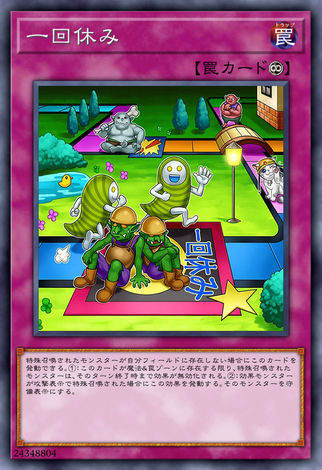 一回休み
トラップ
罠
【罠カード】
一回休み
特殊召喚されたモンスターが自分フィールドに存在しない場合にこのカードを
発動できる。①：このカードが魔法&罠ゾーンに存在する限り、特殊召喚され
たモンスターは、そのターン終了時まで効果が無効化される。②：効果モンスター
が攻撃表示で特殊召喚された場合にこの効果を発動する。そのモンスターを守
備表示にする。
24348804